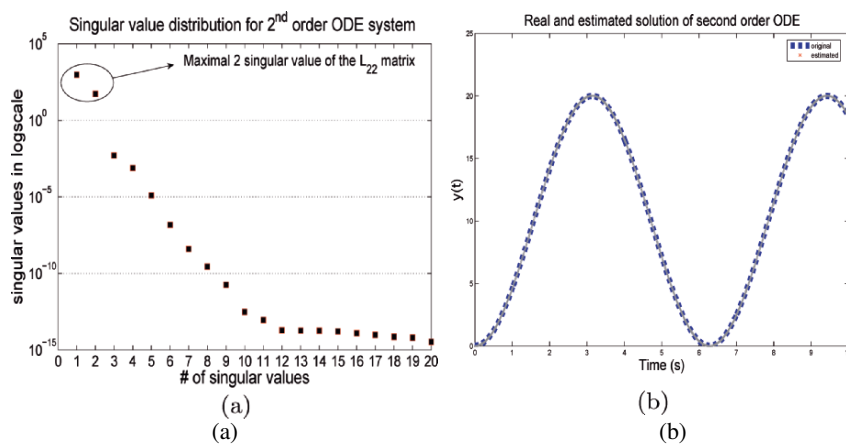 Singular value distribution for 2nd order ODE system
Maximal 2 singular value of the L22 matrix
singular values in logscale
10^5
10^0
10^-5
10^-10
10^-15
0 1 2 3 4 5 6 7 8 9 10 11 12 13 14 15 16 17 18 19 20
# of singular values
(a)
(a)
Real and estimated solution of second order ODE
original
estimated
y(t)
25
20
15
10
5
0
0 1 2 3 4 5 6 7 8 9
Time (s)
(b)
(b)